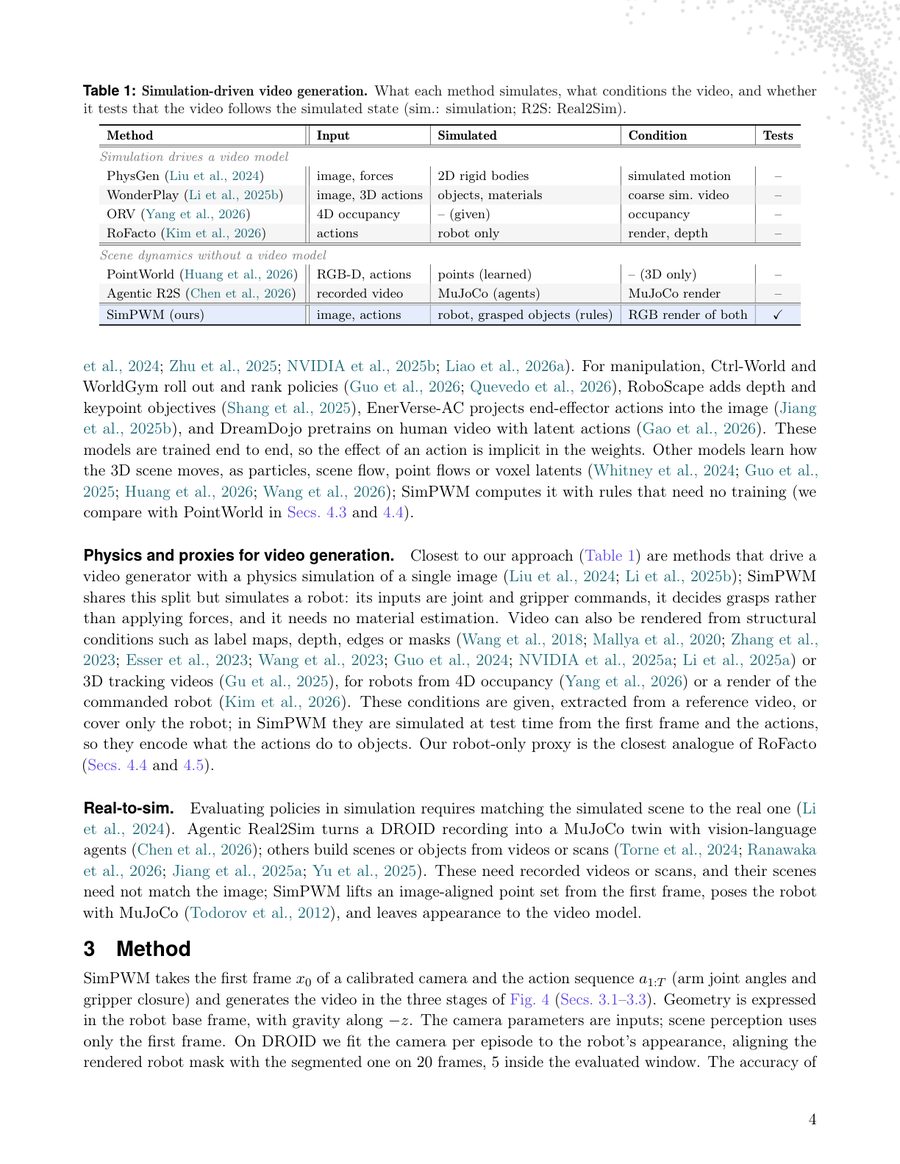 Table 1: Simulation-driven video generation. What each method simulates, what conditions the video, and whether
it tests that the video follows the simulated state (sim.: simulation; R2S: Real2Sim).
Method Input Simulated Condition Tests
Simulation drives a video model
PhysGen (Liu et al., 2024) image, forces 2D rigid bodies simulated motion –
WonderPlay (Li et al., 2025b) image, 3D actions objects, materials coarse sim. video –
ORV (Yang et al., 2026) 4D occupancy – (given) occupancy –
RoFacto (Kim et al., 2026) actions robot only render, depth –
Scene dynamics without a video model
PointWorld (Huang et al., 2026) RGB-D, actions points (learned) – (3D only) –
Agentic R2S (Chen et al., 2026) recorded video MuJoCo (agents) MuJoCo render –
SimPWM (ours) image, actions robot, grasped objects (rules) RGB render of both ✓
et al., 2024; Zhu et al., 2025; NVIDIA et al., 2025b; Liao et al., 2026a). For manipulation, Ctrl-World and
WorldGym roll out and rank policies (Guo et al., 2026; Quevedo et al., 2026), RoboScape adds depth and
keypoint objectives (Shang et al., 2025), EnerVerse-AC projects end-effector actions into the image (Jiang
et al., 2025b), and DreamDojo pretrains on human video with latent actions (Gao et al., 2026). These
models are trained end to end, so the effect of an action is implicit in the weights. Other models learn how
the 3D scene moves, as particles, scene flow, point flows or voxel latents (Whitney et al., 2024; Guo et al.,
2025; Huang et al., 2026; Wang et al., 2026); SimPWM computes it with rules that need no training (we
compare with PointWorld in Secs. 4.3 and 4.4).
Physics and proxies for video generation. Closest to our approach (Table 1) are methods that drive a
video generator with a physics simulation of a single image (Liu et al., 2024; Li et al., 2025b); SimPWM
shares this split but simulates a robot: its inputs are joint and gripper commands, it decides grasps rather
than applying forces, and it needs no material estimation. Video can also be rendered from structural
conditions such as label maps, depth, edges or masks (Wang et al., 2018; Mallya et al., 2020; Zhang et al.,
2023; Esser et al., 2023; Wang et al., 2023; Guo et al., 2024; NVIDIA et al., 2025a; Li et al., 2025a) or
3D tracking videos (Gu et al., 2025), for robots from 4D occupancy (Yang et al., 2026) or a render of the
commanded robot (Kim et al., 2026). These conditions are given, extracted from a reference video, or
cover only the robot; in SimPWM they are simulated at test time from the first frame and the actions,
so they encode what the actions do to objects. Our robot-only proxy is the closest analogue of RoFacto
(Secs. 4.4 and 4.5).
Real-to-sim. Evaluating policies in simulation requires matching the simulated scene to the real one (Li
et al., 2024). Agentic Real2Sim turns a DROID recording into a MuJoCo twin with vision-language
agents (Chen et al., 2026); others build scenes or objects from videos or scans (Torne et al., 2024; Ranawaka
et al., 2026; Jiang et al., 2025a; Yu et al., 2025). These need recorded videos or scans, and their scenes
need not match the image; SimPWM lifts an image-aligned point set from the first frame, poses the robot
with MuJoCo (Todorov et al., 2012), and leaves appearance to the video model.
3 Method
SimPWM takes the first frame x0 of a calibrated camera and the action sequence a1:T (arm joint angles and
gripper closure) and generates the video in the three stages of Fig. 4 (Secs. 3.1–3.3). Geometry is expressed
in the robot base frame, with gravity along −z. The camera parameters are inputs; scene perception uses
only the first frame. On DROID we fit the camera per episode to the robot's appearance, aligning the
rendered robot mask with the segmented one on 20 frames, 5 inside the evaluated window. The accuracy of
4